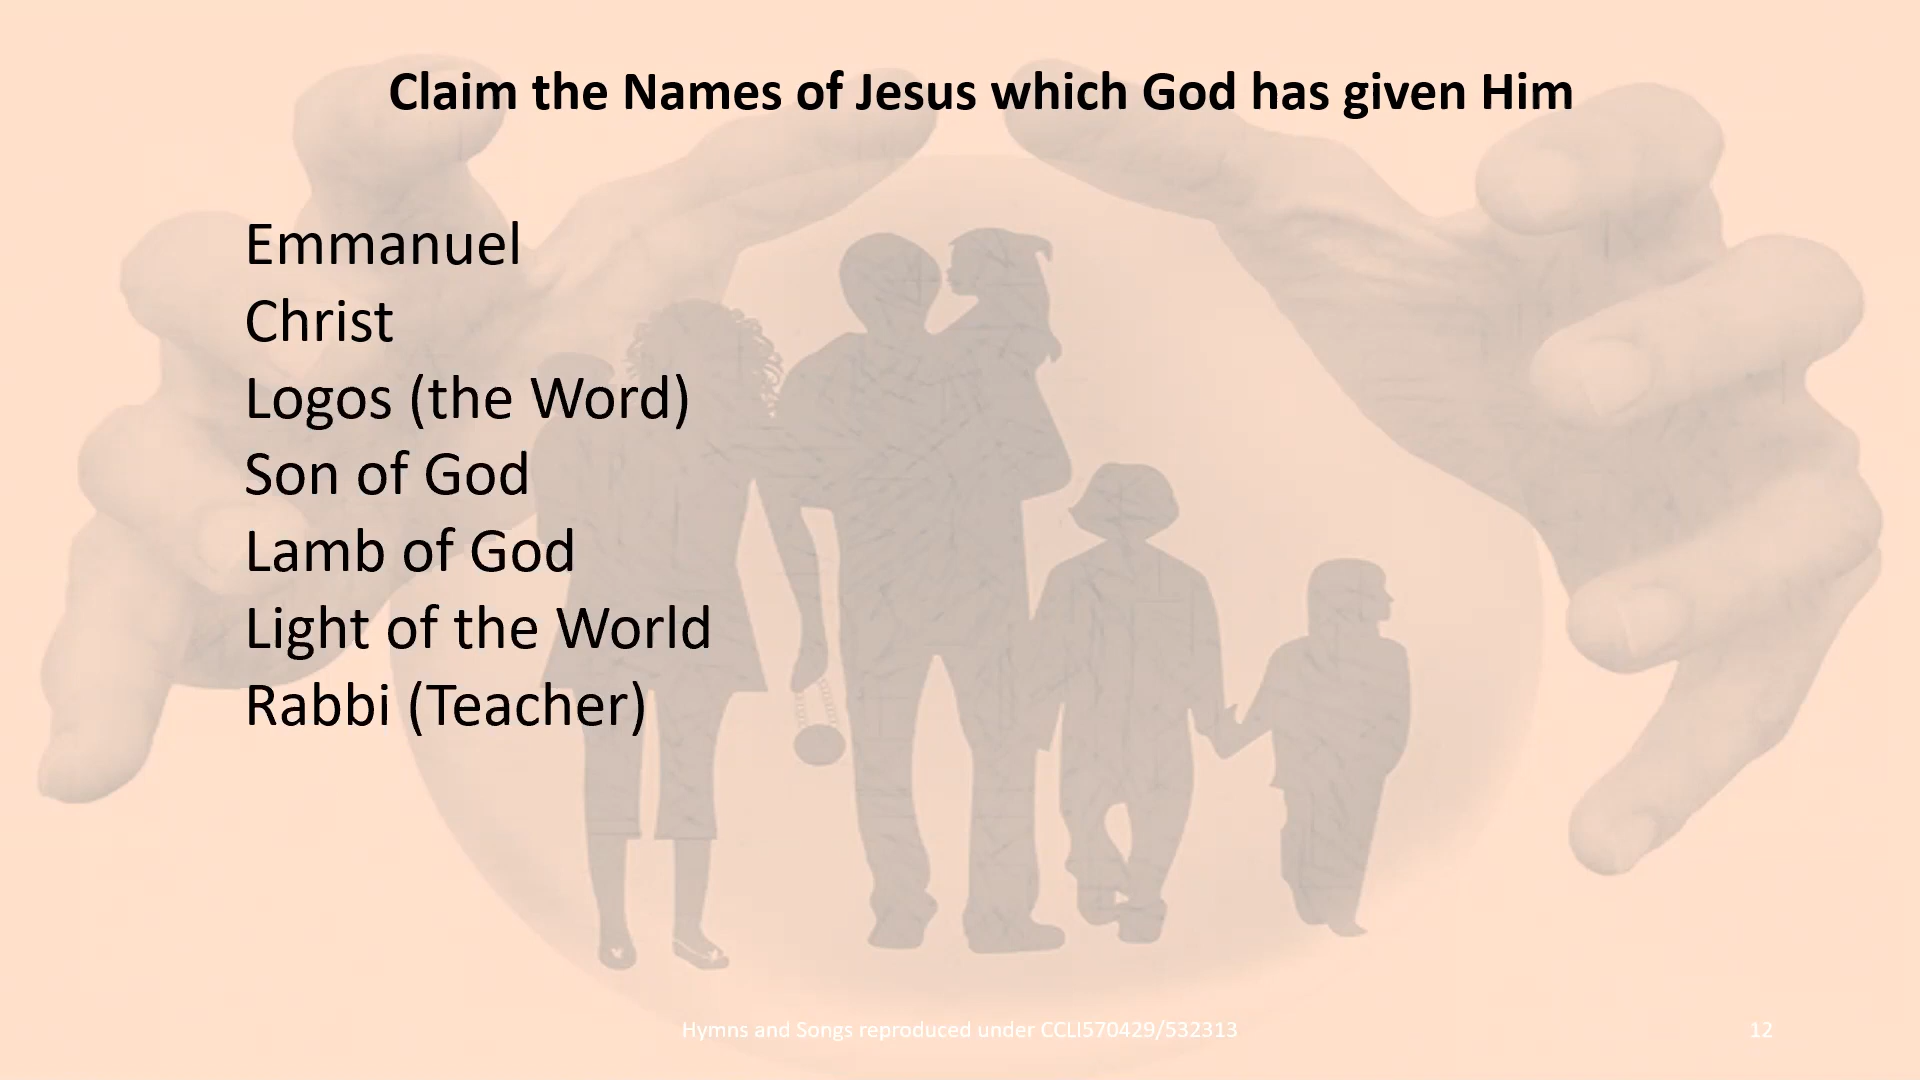 Claim the Names of Jesus which God has given Him
Emmanuel
Christ
Logos (the Word)
Son of God
Lamb of God
Light of the World
Rabbi (Teacher)
Hymns and Songs reproduced under CCLI570429/532313
12